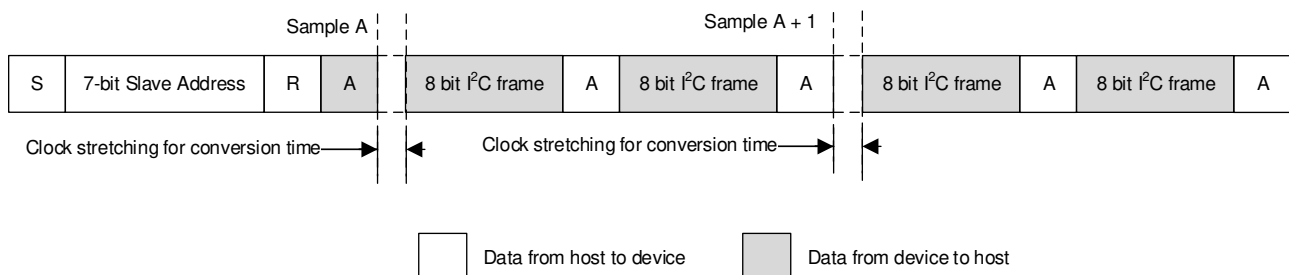 Sample A
Sample A + 1
S 7-bit Slave Address R A 8 bit I²C frame A 8 bit I²C frame A 8 bit I²C frame A 8 bit I²C frame A
Clock stretching for conversion time
Clock stretching for conversion time
Data from host to device
Data from device to host